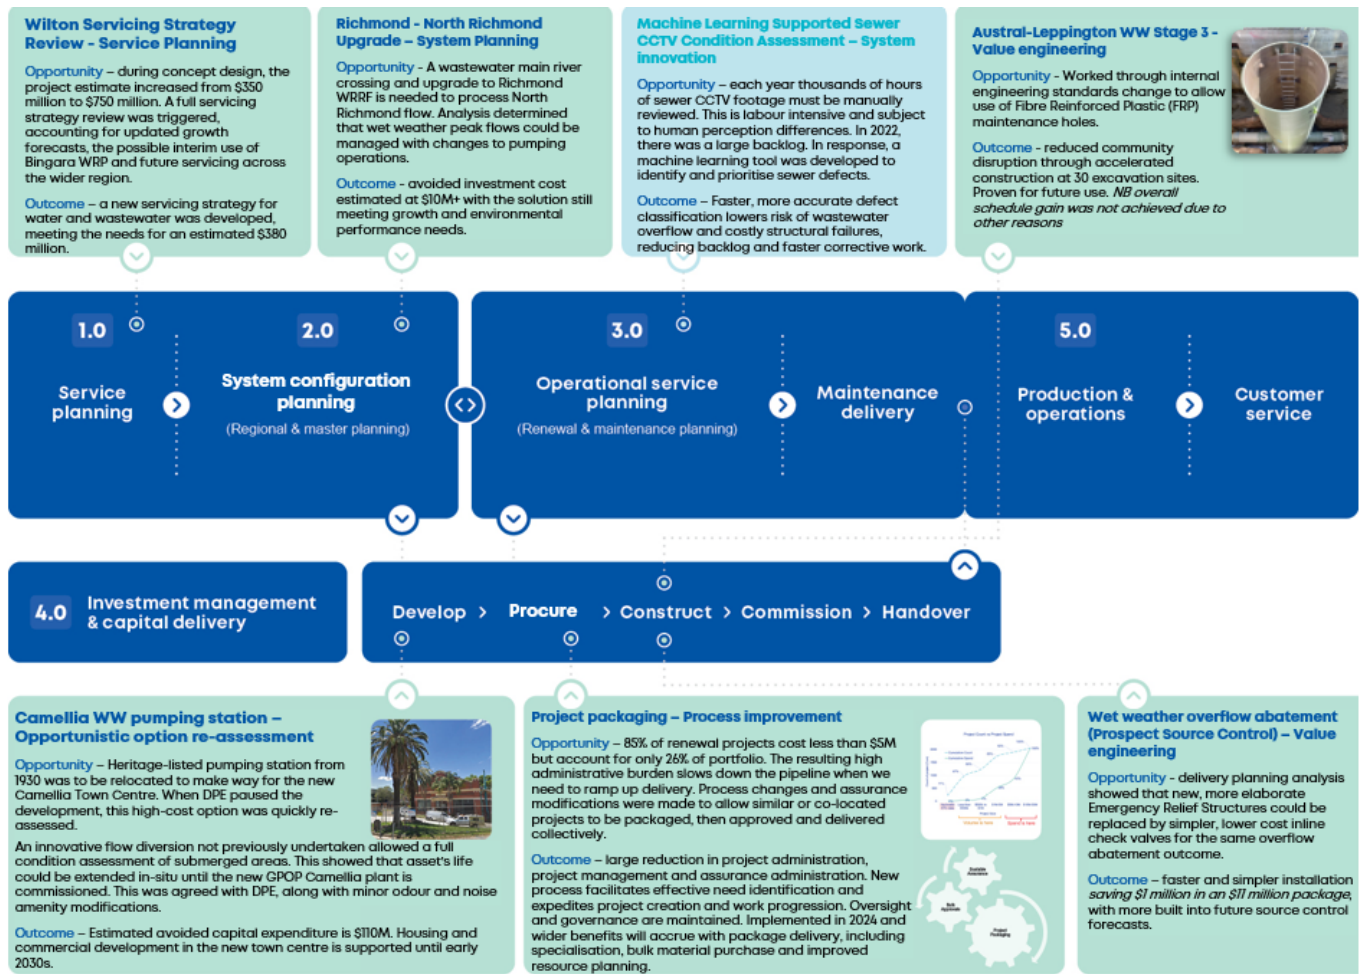 Wilton Servicing Strategy
Review - Service Planning
Opportunity – during concept design, the
project estimate increased from $350
million to $750 million. A full servicing
strategy review was triggered,
accounting for updated growth
forecasts, the possible interim use of
Bingara WRP and future servicing across
the wider region.
Outcome – a new servicing strategy for
water and wastewater was developed,
meeting the needs for an estimated $380
million.
Richmond - North Richmond
Upgrade – System Planning
Opportunity - A wastewater main river
crossing and upgrade to Richmond
WRRF is needed to process North
Richmond flow. Analysis determined
that wet weather peak flows could be
managed with changes to pumping
operations.
Outcome - avoided investment cost
estimated at $10M+ with the solution still
meeting growth and environmental
performance needs.
Machine Learning Supported Sewer
CCTV Condition Assessment – System
innovation
Opportunity – each year thousands of hours
of sewer CCTV footage must be manually
reviewed. This is labour intensive and subject
to human perception differences. In 2022,
there was a large backlog. In response, a
machine learning tool was developed to
identify and prioritise sewer defects.
Outcome – Faster, more accurate defect
classification lowers risk of wastewater
overflow and costly structural failures,
reducing backlog and faster corrective work.
Austral-Leppington WW Stage 3 -
Value engineering
Opportunity - Worked through internal
engineering standards change to allow
use of Fibre Reinforced Plastic (FRP)
maintenance holes.
Outcome - reduced community
disruption through accelerated
construction at 30 excavation sites.
Proven for future use. NB overall
schedule gain was not achieved due to
other reasons
1.0
Service
planning
2.0
System configuration
planning
(Regional & master planning)
3.0
Operational service
planning
(Renewal & maintenance planning)
Maintenance
delivery
5.0
Production &
operations
Customer
service
4.0
Investment management
& capital delivery
Develop > Procure > Construct > Commission > Handover
Camellia WW pumping station –
Opportunistic option re-assessment
Opportunity – Heritage-listed pumping station from
1930 was to be relocated to make way for the new
Camellia Town Centre. When DPE paused the
development, this high-cost option was quickly re-
assessed.
An innovative flow diversion not previously undertaken allowed a full
condition assessment of submerged areas. This showed that asset's life
could be extended in-situ until the new GPOP Camellia plant is
commissioned. This was agreed with DPE, along with minor odour and noise
amenity modifications.
Outcome – Estimated avoided capital expenditure is $110M. Housing and
commercial development in the new town centre is supported until early
2030s.
Project packaging – Process improvement
Opportunity – 85% of renewal projects cost less than $5M
but account for only 26% of portfolio. The resulting high
administrative burden slows down the pipeline when we
need to ramp up delivery. Process changes and assurance
modifications were made to allow similar or co-located
projects to be packaged, then approved and delivered
collectively.
Outcome – large reduction in project administration,
project management and assurance administration. New
process facilitates effective need identification and
expedites project creation and work progression. Oversight
and governance are maintained. Implemented in 2024 and
wider benefits will accrue with package delivery, including
specialisation, bulk material purchase and improved
resource planning.
Scalable
Assurance
Bulk
Approvals
Project
Packaging
Wet weather overflow abatement
(Prospect Source Control) – Value
engineering
Opportunity - delivery planning analysis
showed that new, more elaborate
Emergency Relief Structures could be
replaced by simpler, lower cost inline
check valves for the same overflow
abatement outcome.
Outcome – faster and simpler installation
saving $1 million in an $11 million package,
with more built into future source control
forecasts.